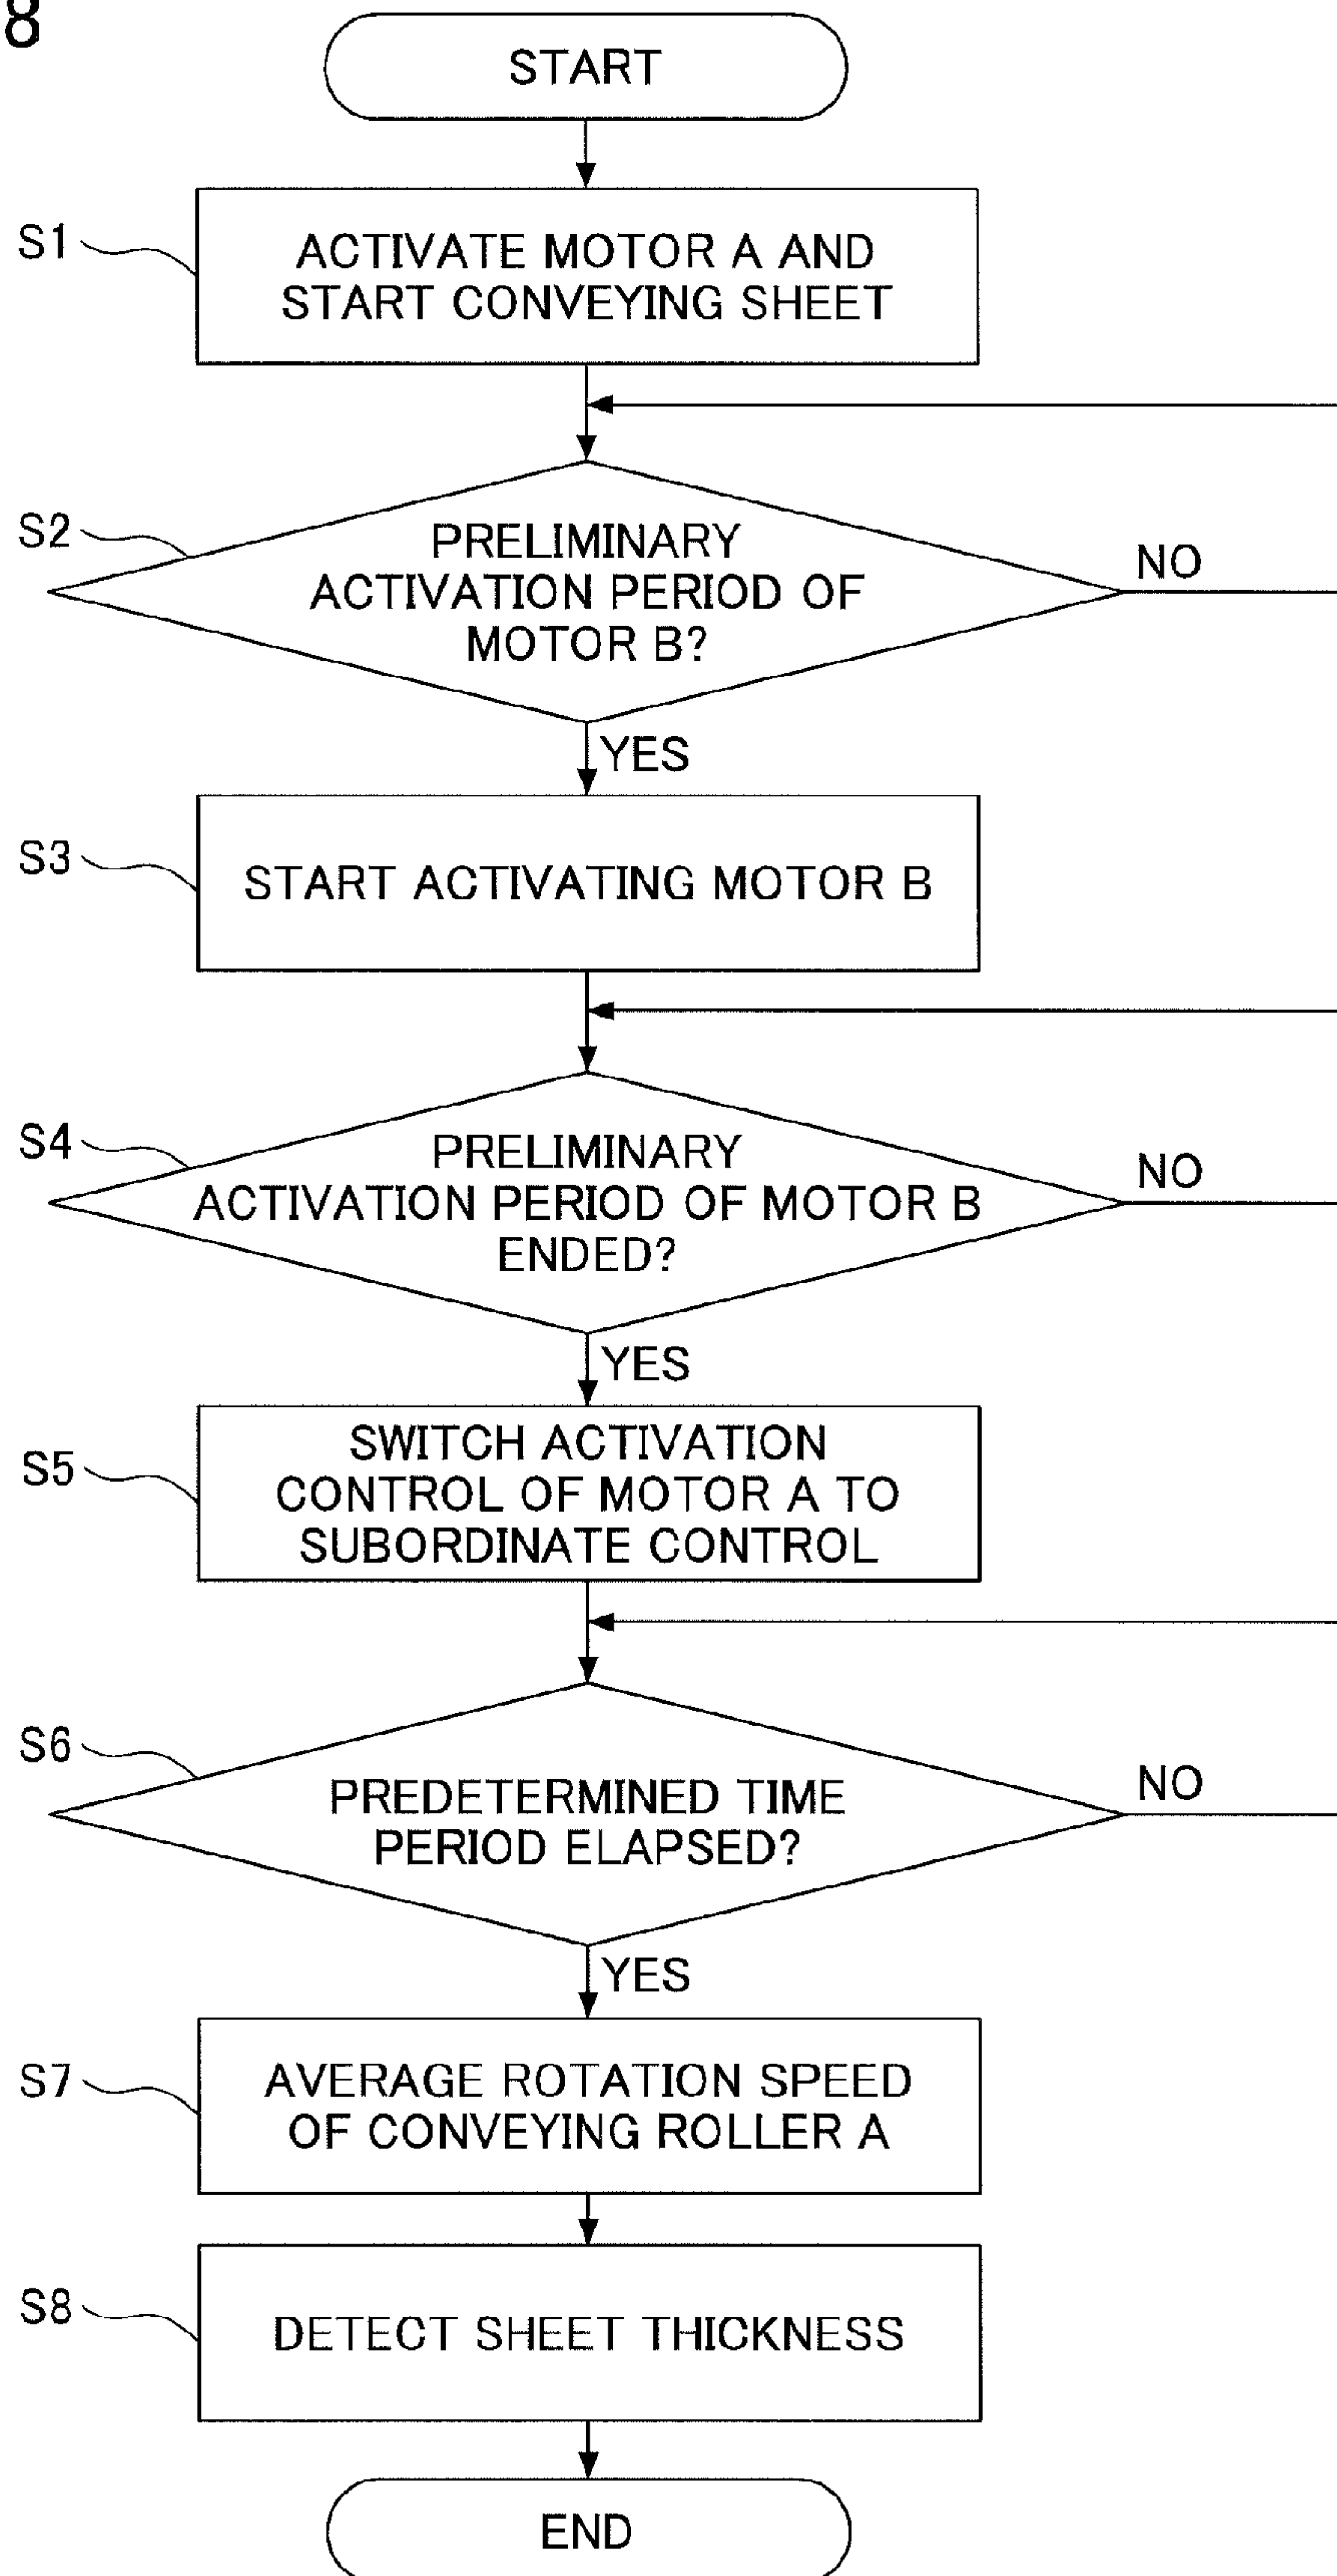 8
START
S1
ACTIVATE MOTOR A AND
START CONVEYING SHEET
S2
PRELIMINARY
ACTIVATION PERIOD OF
MOTOR B?
NO
YES
S3
START ACTIVATING MOTOR B
S4
PRELIMINARY
ACTIVATION PERIOD OF MOTOR B
ENDED?
NO
YES
S5
SWITCH ACTIVATION
CONTROL OF MOTOR A TO
SUBORDINATE CONTROL
S6
PREDETERMINED TIME
PERIOD ELAPSED?
NO
YES
S7
AVERAGE ROTATION SPEED
OF CONVEYING ROLLER A
S8
DETECT SHEET THICKNESS
END